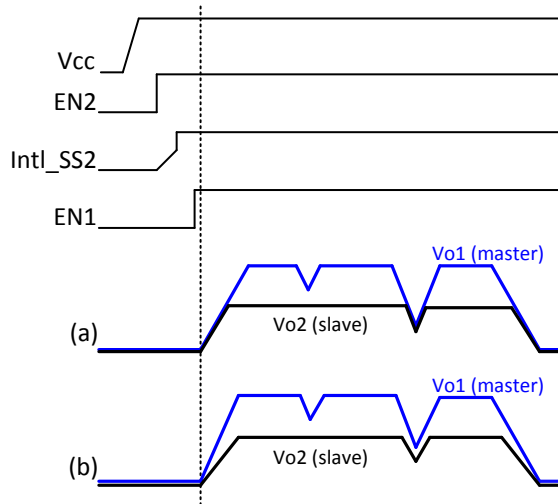 Vcc
EN2
Intl_SS2
EN1
Vo1 (master)
(a)
Vo2 (slave)
Vo1 (master)
(b)
Vo2 (slave)